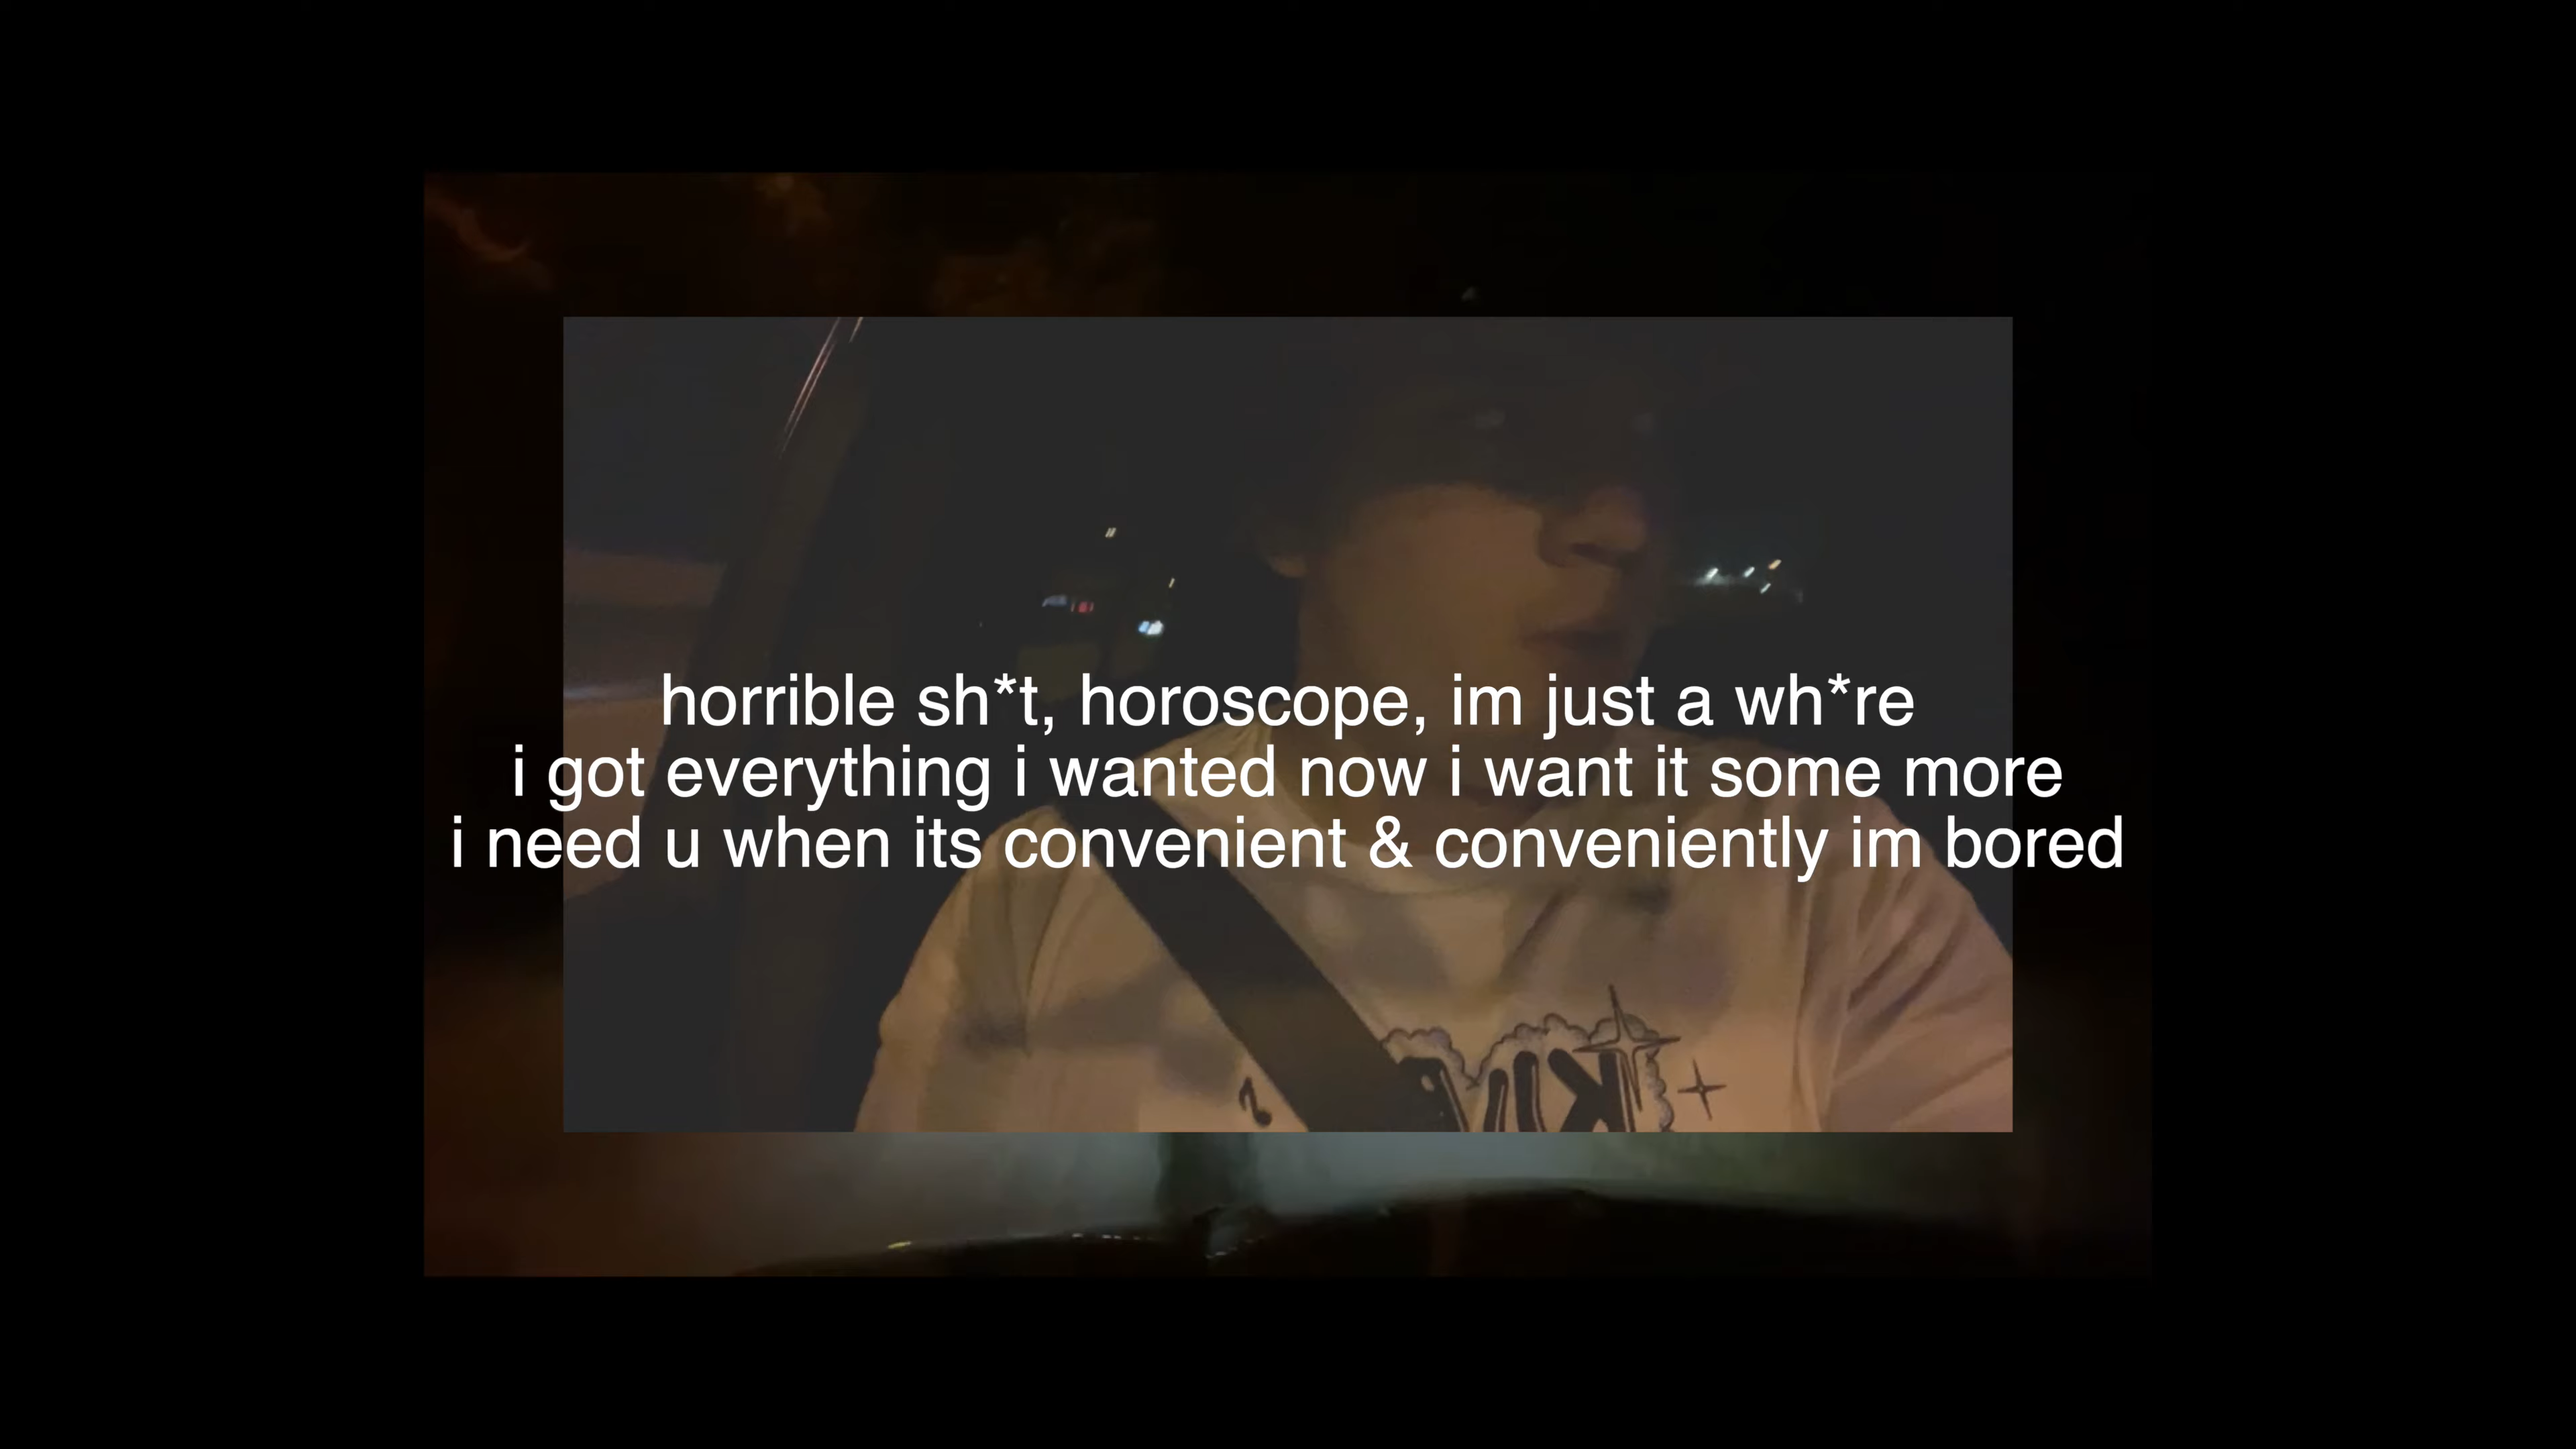 horrible sh*t, horoscope, im just a wh*re
i got everything i wanted now i want it some more
i need u when its convenient & conveniently im bored